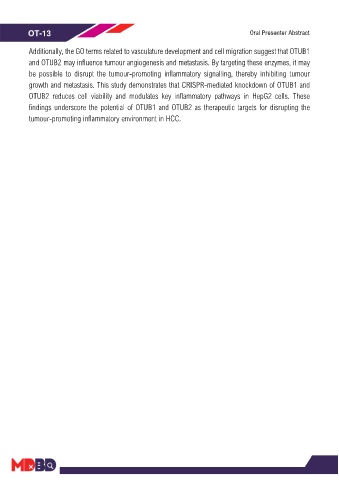 OT-13
Oral Presenter Abstract
Additionally, the GO terms related to vasculature development and cell migration suggest that OTUB1
and OTUB2 may influence tumour angiogenesis and metastasis. By targeting these enzymes, it may
be possible to disrupt the tumour-promoting inflammatory signalling, thereby inhibiting tumour
growth and metastasis. This study demonstrates that CRISPR-mediated knockdown of OTUB1 and
OTUB2 reduces cell viability and modulates key inflammatory pathways in HepG2 cells. These
findings underscore the potential of OTUB1 and OTUB2 as therapeutic targets for disrupting the
tumour-promoting inflammatory environment in HCC.